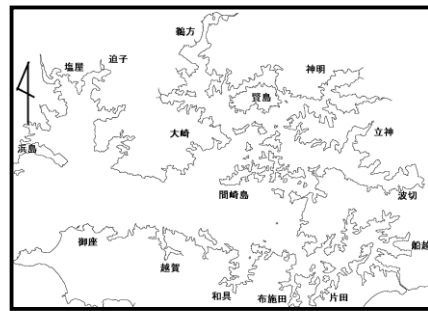 鵜方
迫子
塩屋
神明
賢島
大崎
立神
浜島
間崎島
波切
御座
船越
越賀
和具
布施田
片田